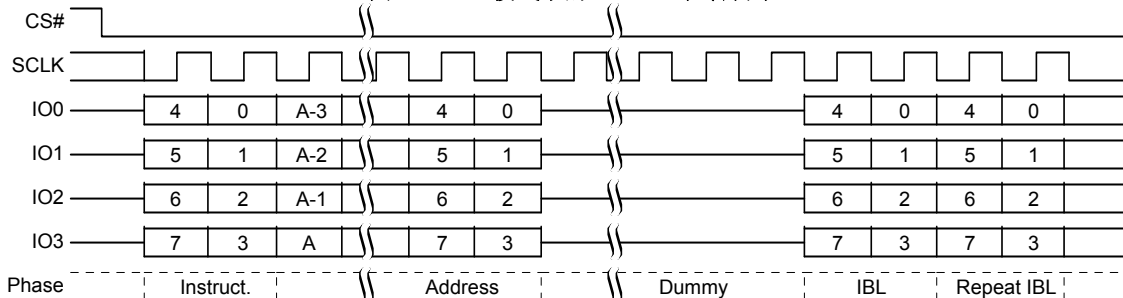 CS#
SCLK
IO0 4 0 A-3 4 0 4 0 4 0
IO1 5 1 A-2 5 1 5 1 5 1
IO2 6 2 A-1 6 2 6 2 6 2
IO3 7 3 A 7 3 7 3 7 3
Phase Instruct. Address Dummy IBL Repeat IBL